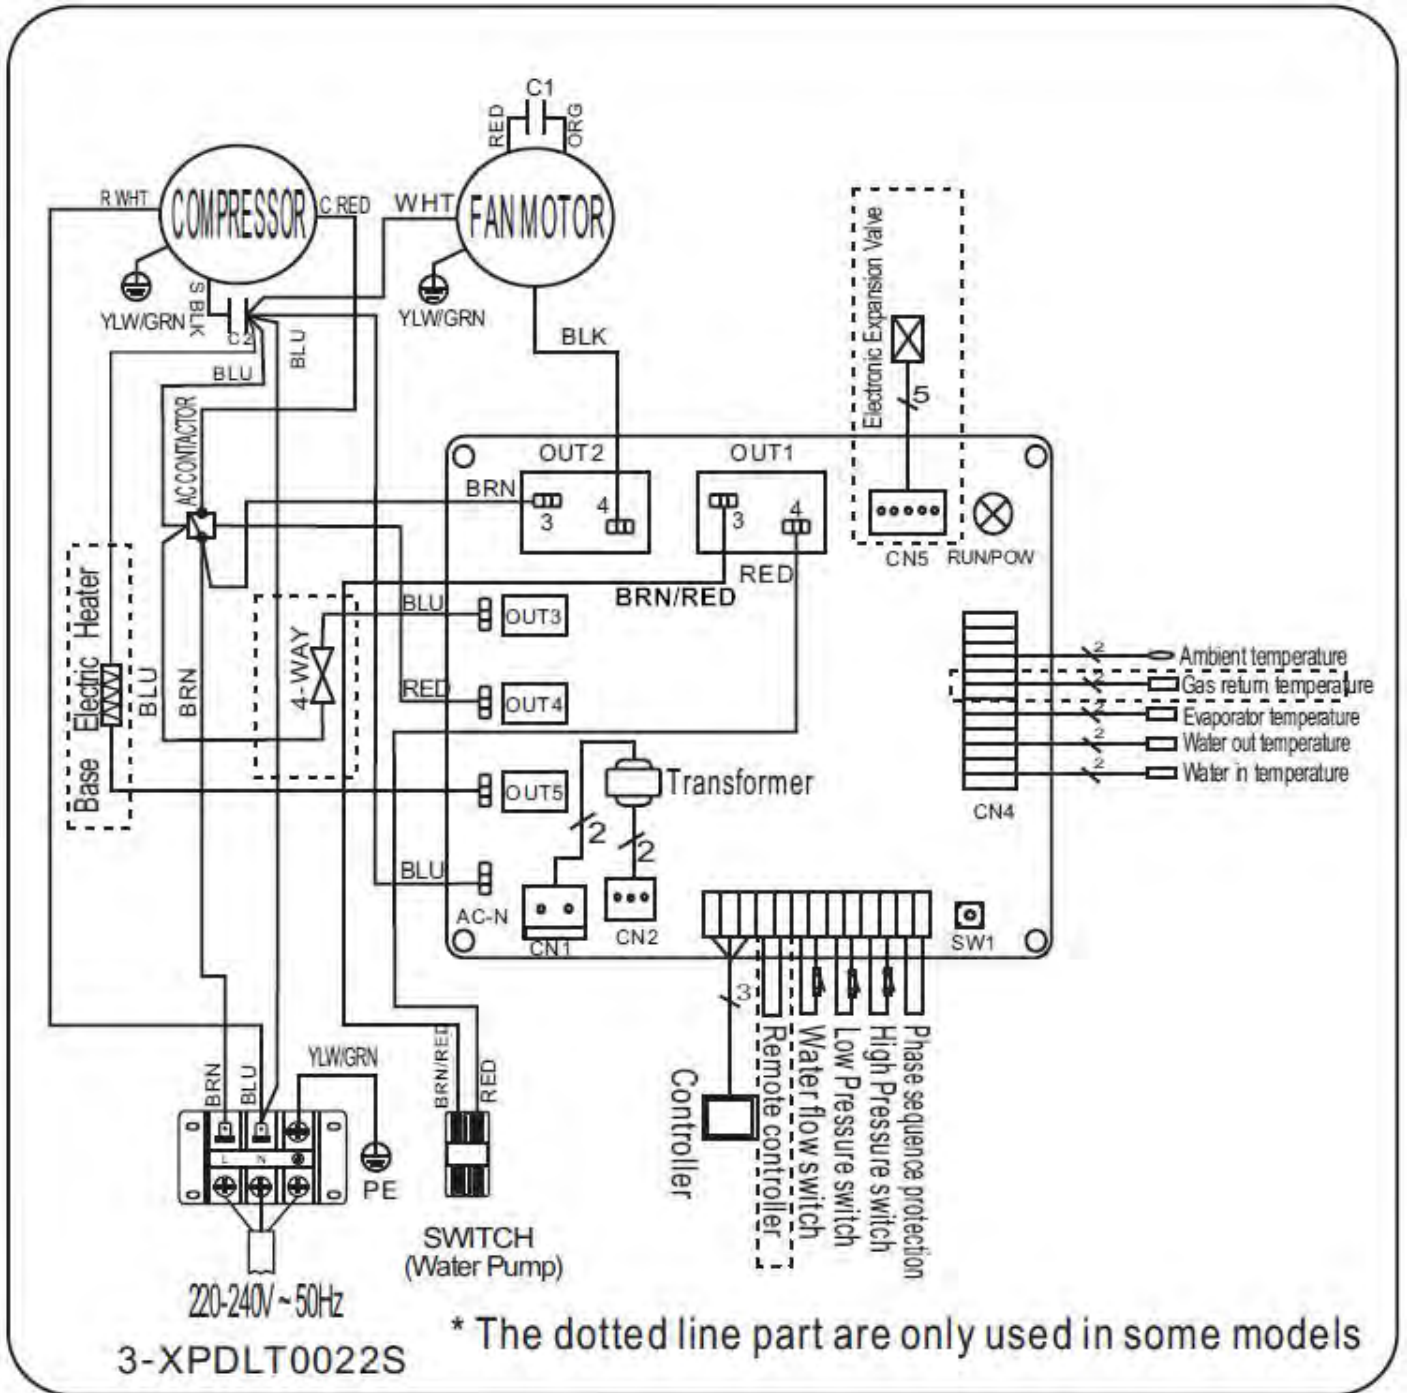 C1
RED
ORG
R WHT
COMPRESSOR
C RED
WHT
FAN MOTOR
YLW/GRN
S BLK
C2
BLU
BLU
YLW/GRN
BLK
Electronic Expansion Valve
5
AC CONTACTOR
OUT2
OUT1
BRN
3
4
3
4
CN5
RUN/POW
RED
BRN/RED
Base Electric Heater
BLU
BRN
4-WAY
BLU
OUT3
RED
OUT4
OUT5
BLU
AC-N
Transformer
2
2
CN1
CN2
2
Ambient temperature
2
Gas return temperature
2
Evaporator temperature
2
Water out temperature
2
Water in temperature
CN4
SW1
3
Controller
Remote controller
Water flow switch
Low Pressure switch
High Pressure switch
Phase sequence protection
BRN
BLU
YLW/GRN
L
N
PE
BRN/RED
RED
SWITCH
(Water Pump)
220-240V ~ 50Hz
3-XPDLT0022S
* The dotted line part are only used in some models